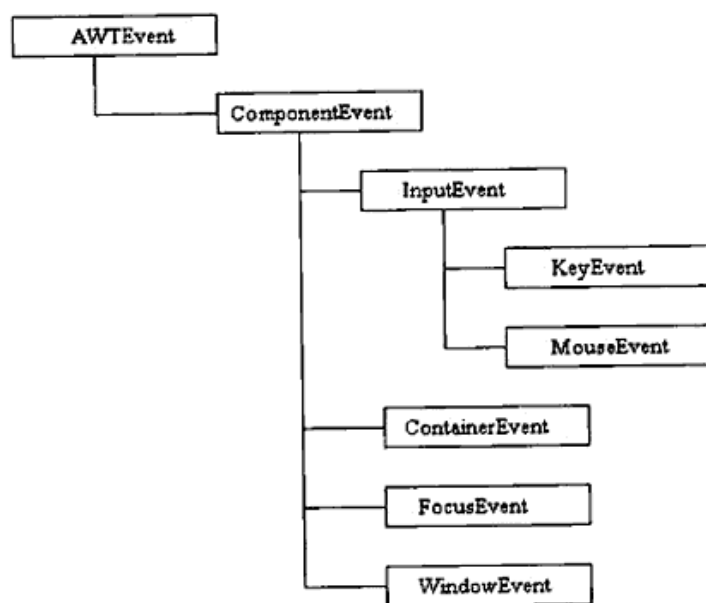 AWTEvent
ComponentEvent
InputEvent
KeyEvent
MouseEvent
ContainerEvent
FocusEvent
WindowEvent